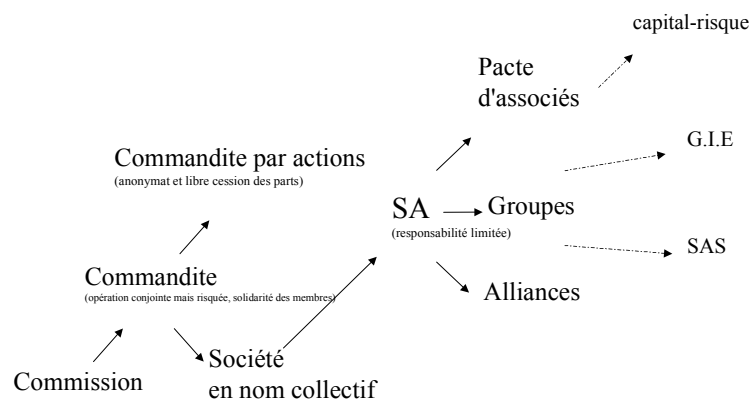 capital-risque
Pacte
d'associés
G.I.E
Commandite par actions
(anonymat et libre cession des parts)
SA
(responsabilité limitée)
Groupes
SAS
Commandite
(opération conjointe mais risquée, solidarité des membres)
Alliances
Société
en nom collectif
Commission